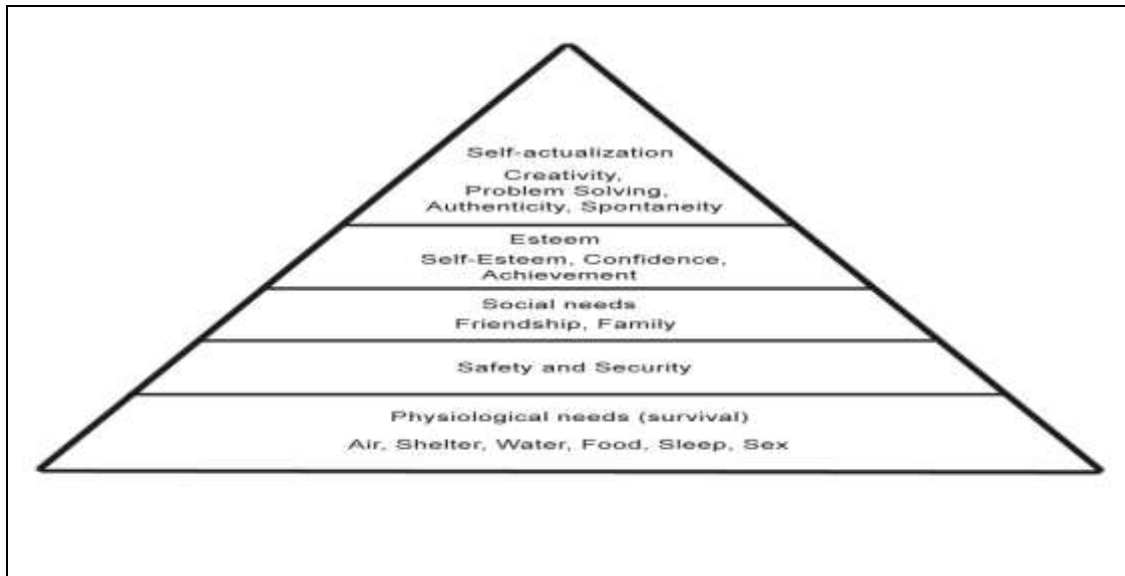 Self-actualization
Creativity,
Problem Solving,
Authenticity, Spontaneity
Esteem
Self-Esteem, Confidence,
Achievement
Social needs
Friendship, Family
Safety and Security
Physiological needs (survival)
Air, Shelter, Water, Food, Sleep, Sex